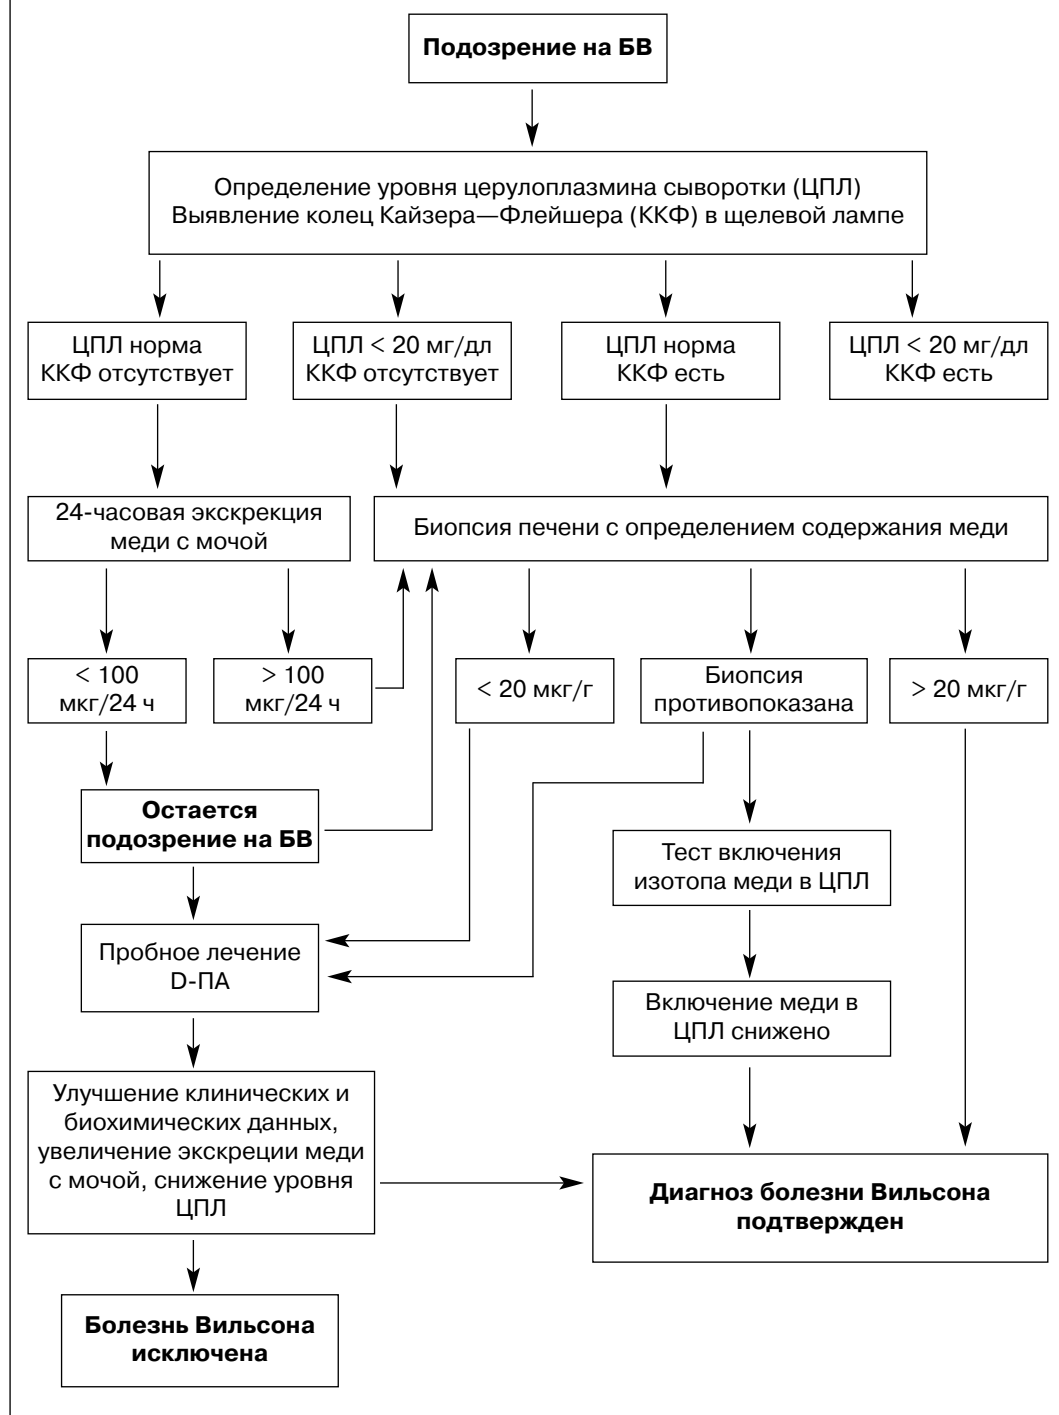 Подозрение на БВ
Определение уровня церулоплазмина сыворотки (ЦПЛ)
Выявление колец Кайзера—Флейшера (ККФ) в щелевой лампе
ЦПЛ норма
ККФ отсутствует
ЦПЛ < 20 мг/дл
ККФ отсутствует
ЦПЛ норма
ККФ есть
ЦПЛ < 20 мг/дл
ККФ есть
24-часовая экскреция
меди с мочой
Биопсия печени с определением содержания меди
< 100
мкг/24 ч
> 100
мкг/24 ч
< 20 мкг/г
Биопсия
противопоказана
> 20 мкг/г
Остается
подозрение на БВ
Тест включения
изотопа меди в ЦПЛ
Пробное лечение
D-ПА
Включение меди в
ЦПЛ снижено
Улучшение клинических и
биохимических данных,
увеличение экскреции меди
с мочой, снижение уровня
ЦПЛ
Диагноз болезни Вильсона
подтвержден
Болезнь Вильсона
исключена